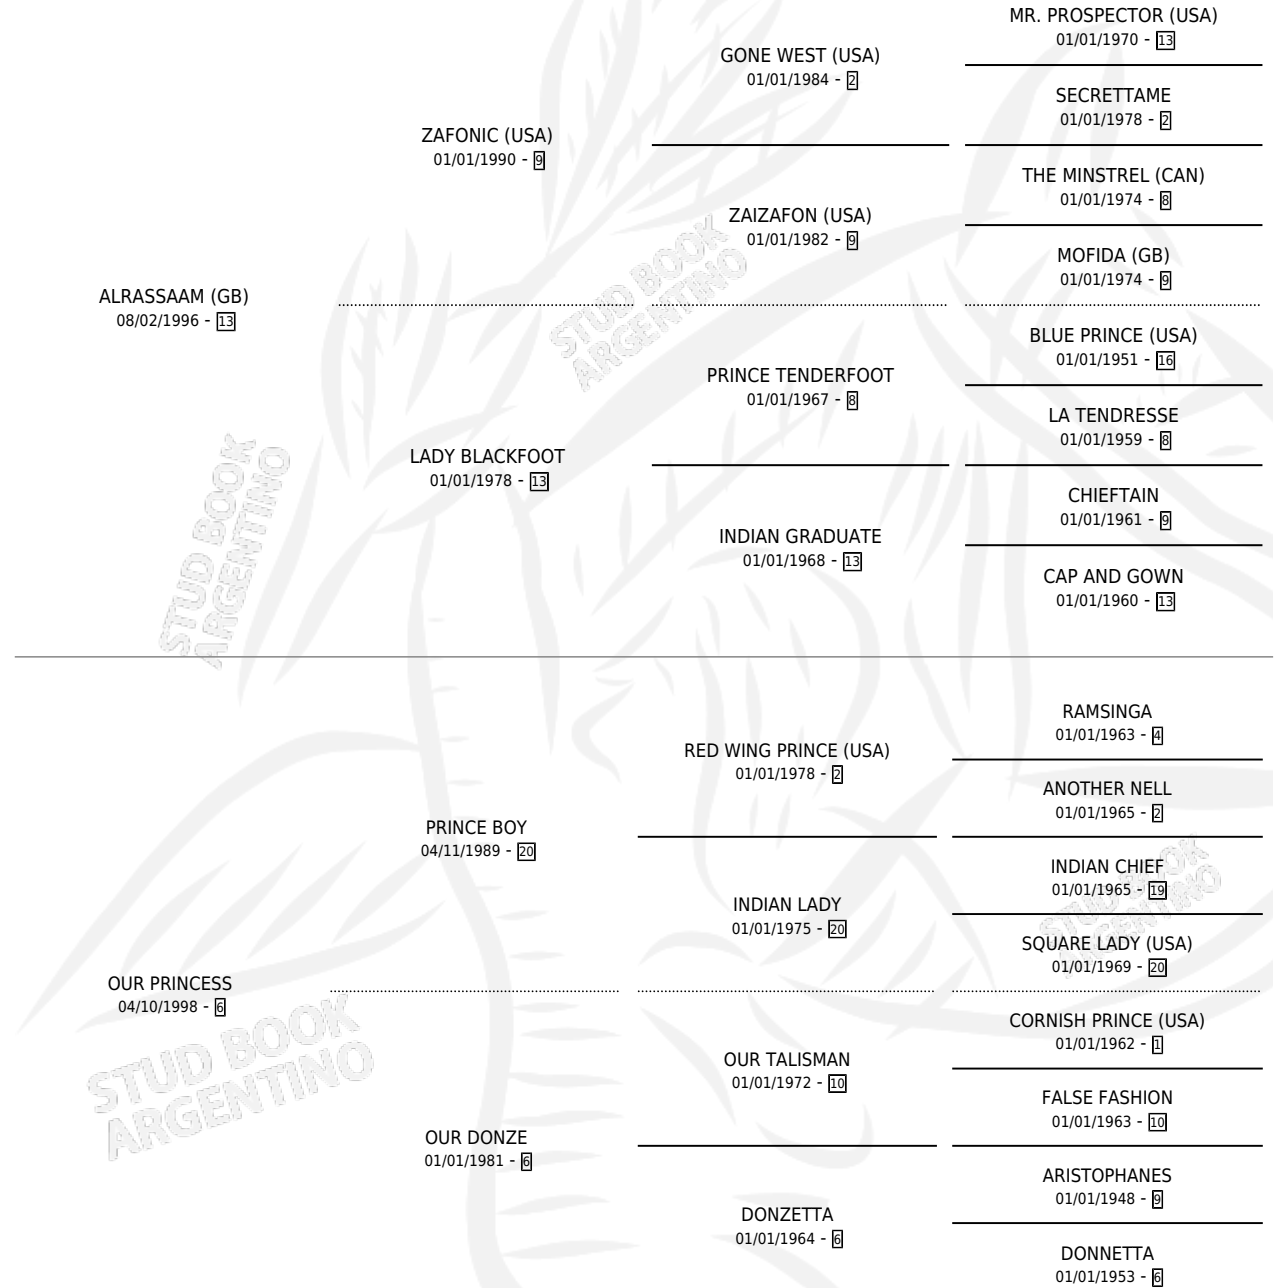 MR. PROSPECTOR (USA)
01/01/1970 - 13
GONE WEST (USA)
01/01/1984 - 2
SECRETTAME
01/01/1978 - 2
ZAFONIC (USA)
01/01/1990 - 9
THE MINSTREL (CAN)
01/01/1974 - 8
ZAIZAFON (USA)
01/01/1982 - 9
MOFIDA (GB)
01/01/1974 - 9
ALRASSAAM (GB)
08/02/1996 - 13
STUD BOOK
ARGENTINO
BLUE PRINCE (USA)
01/01/1951 - 16
PRINCE TENDERFOOT
01/01/1967 - 8
LA TENDRESSE
01/01/1959 - 8
LADY BLACKFOOT
01/01/1978 - 13
CHIEFTAIN
01/01/1961 - 9
INDIAN GRADUATE
01/01/1968 - 13
CAP AND GOWN
01/01/1960 - 13
STUD BOOK
ARGENTINO
RAMSINGA
01/01/1963 - 4
RED WING PRINCE (USA)
01/01/1978 - 2
ANOTHER NELL
01/01/1965 - 2
PRINCE BOY
04/11/1989 - 20
INDIAN CHIEF
01/01/1965 - 19
INDIAN LADY
01/01/1975 - 20
STUD BOOK
ARGENTINO
SQUARE LADY (USA)
01/01/1969 - 20
OUR PRINCESS
04/10/1998 - 6
CORNISH PRINCE (USA)
01/01/1962 - 1
STUD BOOK
ARGENTINO
OUR TALISMAN
01/01/1972 - 10
FALSE FASHION
01/01/1963 - 10
OUR DONZE
01/01/1981 - 6
ARISTOPHANES
01/01/1948 - 9
DONZETTA
01/01/1964 - 6
DONNETTA
01/01/1953 - 6